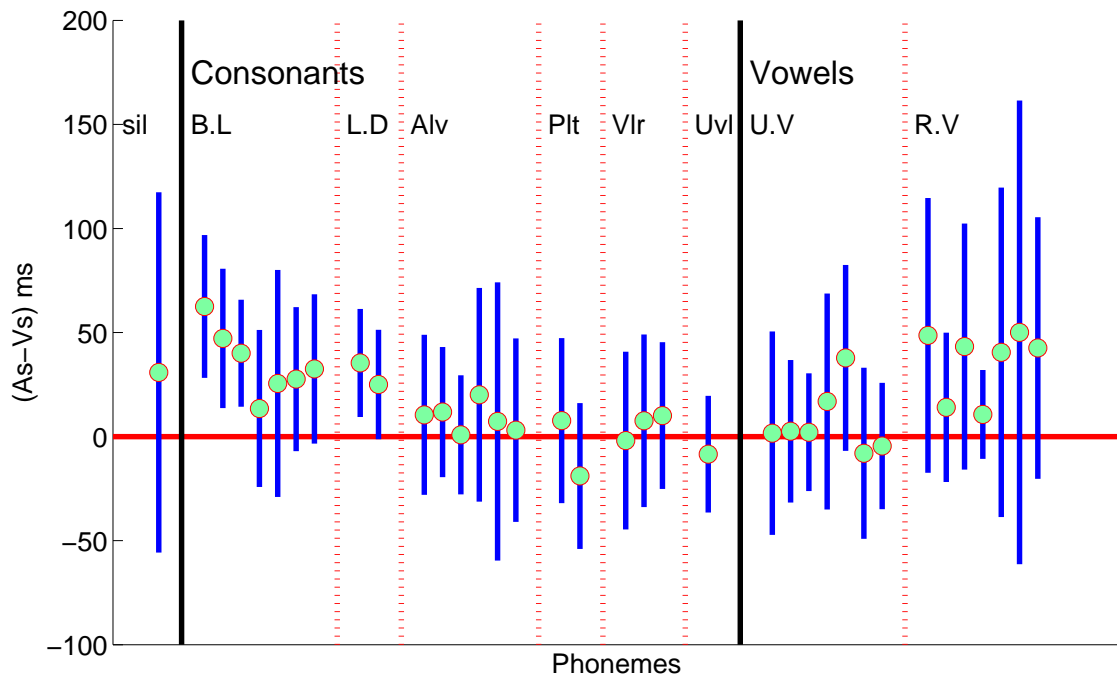 200
150
100
50
0
−50
−100
(As−Vs) ms
Consonants
Vowels
sil
B.L
L.D
Alv
Plt
Vlr
Uvl
U.V
R.V
Phonemes